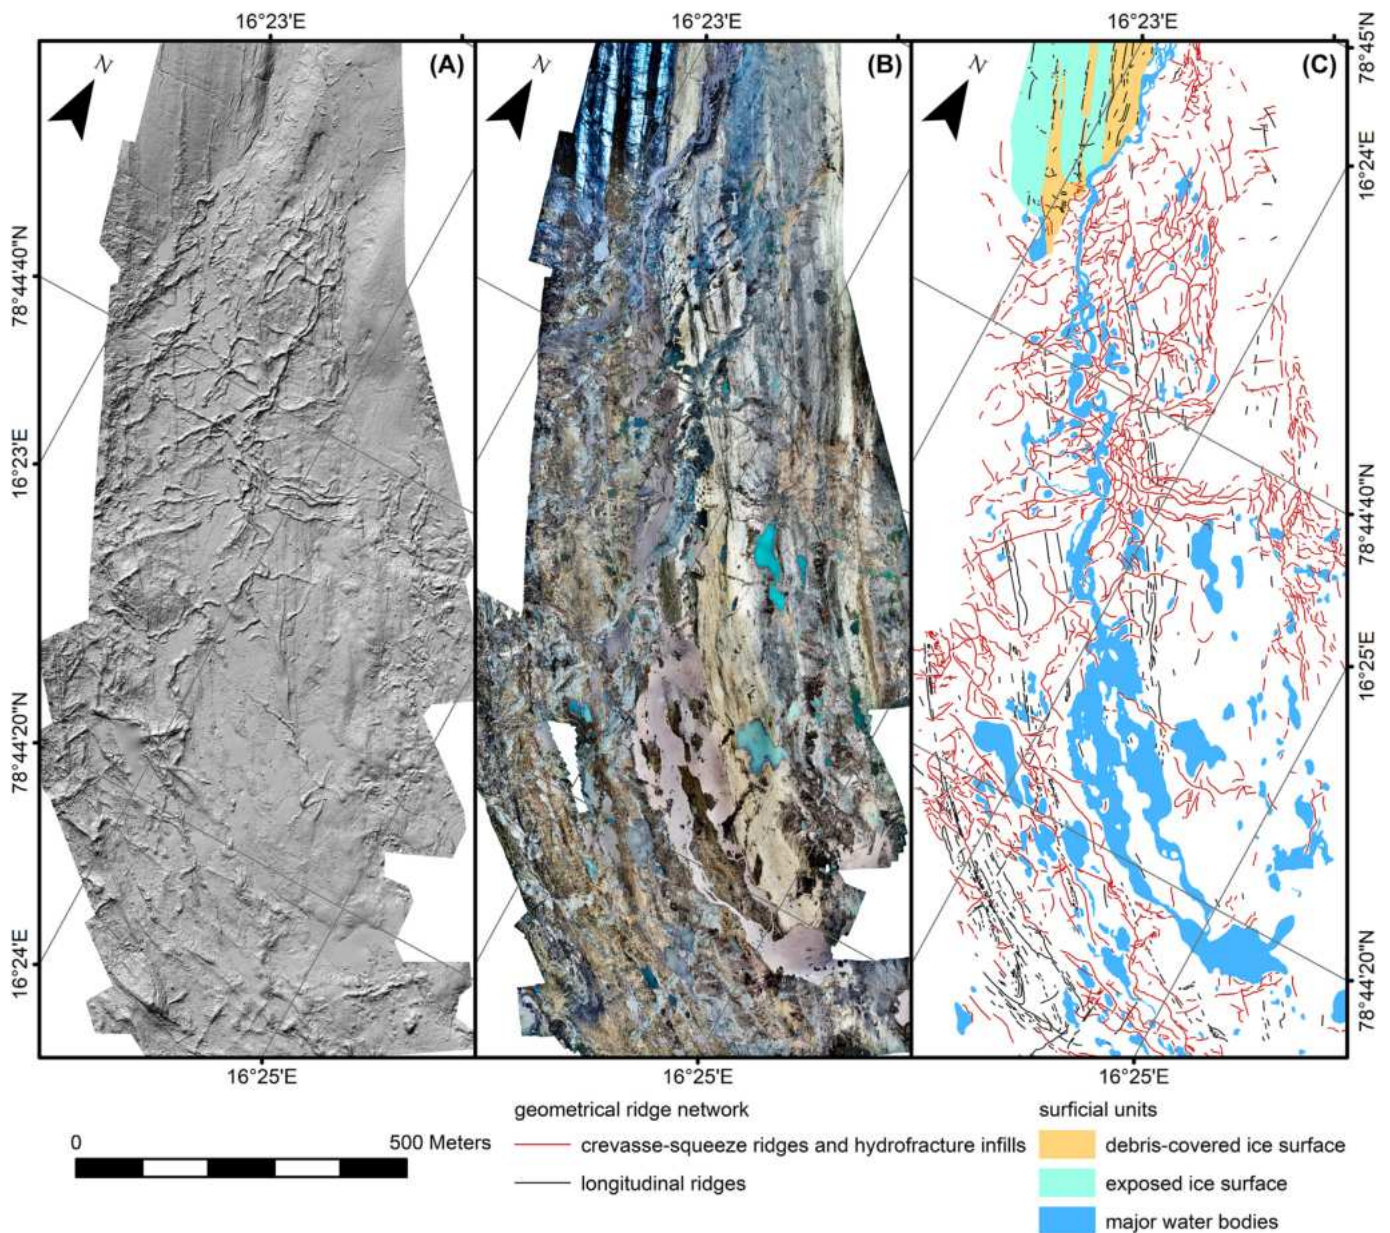 16°23'E
16°23'E
16°23'E
(A)
(B)
(C)
N
N
N
78°45'N
16°24'E
78°44'40"N
16°23'E
78°44'20"N
16°24'E
78°44'40"N
16°25'E
78°44'20"N
16°25'E
16°25'E
16°25'E
geometrical ridge network
surficial units
0
500 Meters
crevasse-squeeze ridges and hydrofracture infills
debris-covered ice surface
longitudinal ridges
exposed ice surface
major water bodies